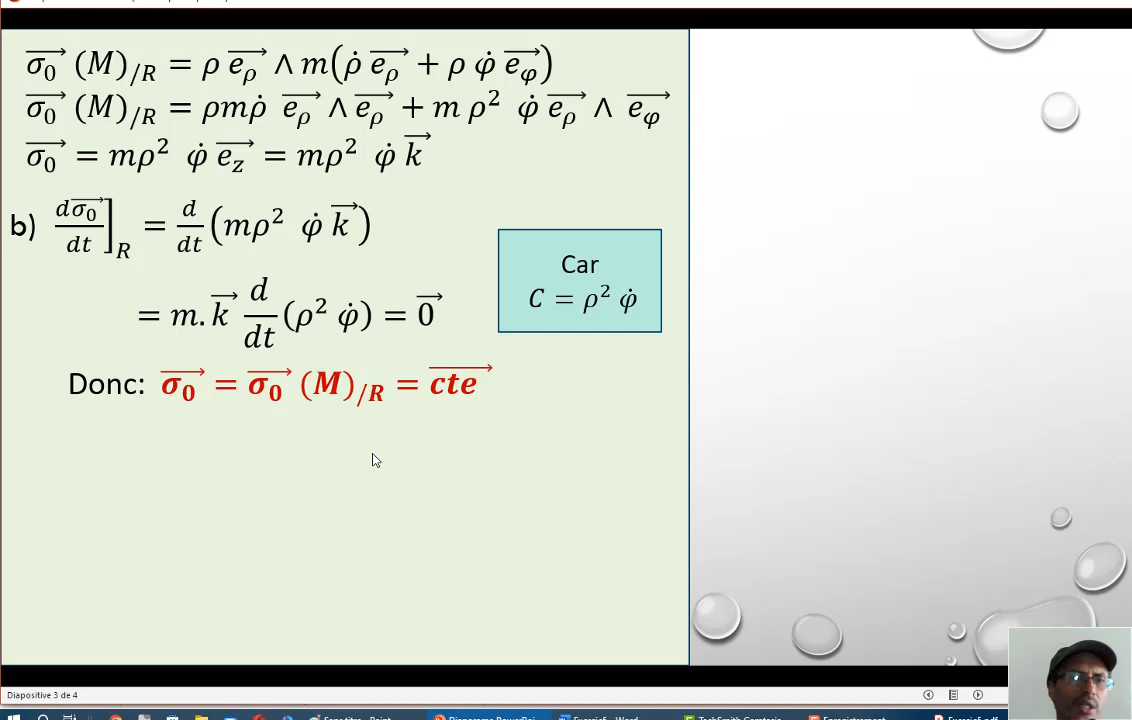 σ₀⃗ (M)/R = ρ e_ρ⃗ ∧ m(ρ̇ e_ρ⃗ + ρ φ̇ e_φ⃗)
σ₀⃗ (M)/R = ρmρ̇ e_ρ⃗ ∧ e_ρ⃗ + m ρ² φ̇ e_ρ⃗ ∧ e_φ⃗
σ₀⃗ = mρ² φ̇ e_z⃗ = mρ² φ̇ k⃗
b) dσ₀⃗/dt]_R = d/dt (mρ² φ̇ k⃗)
= m. k⃗ d/dt (ρ² φ̇) = 0⃗
Car
C = ρ² φ̇
Donc: σ₀⃗ = σ₀⃗ (M)/R = cte⃗
Diapositive 3 de 4